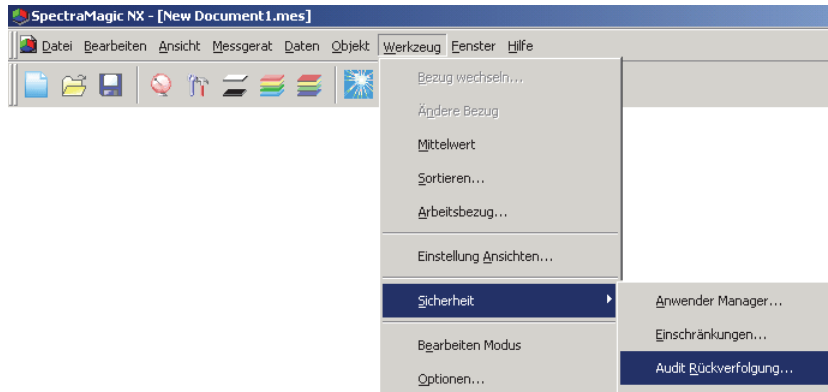 SpectraMagic NX - [New Document1.mes]
Datei Bearbeiten Ansicht Messgerat Daten Objekt Werkzeug Fenster Hilfe
Bezug wechseln...
Ändere Bezug
Mittelwert
Sortieren...
Arbeitsbezug...
Einstellung Ansichten...
Sicherheit
Anwender Manager...
Einschränkungen...
Bearbeiten Modus
Audit Rückverfolgung...
Optionen...